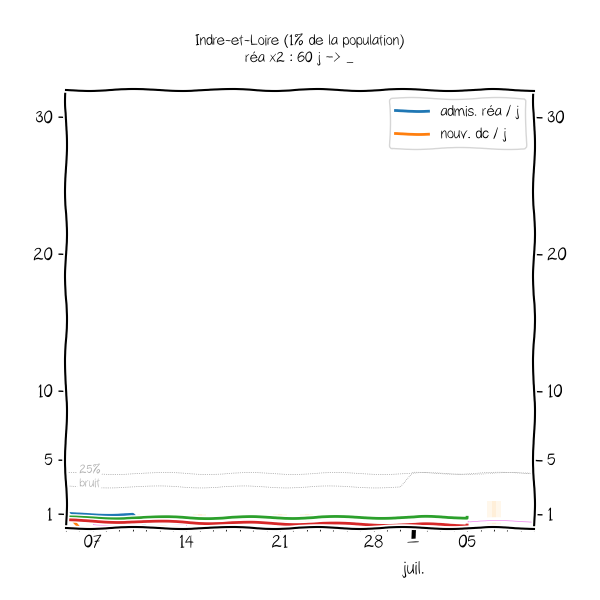 Indre-et-Loire (1% de la population)
réa x2 : 60 j -> _
admis. réa / j
nouv. dc / j
30
30
20
20
10
10
5
5
25%
bruit
1
1
07 14 21 28 05
juil.